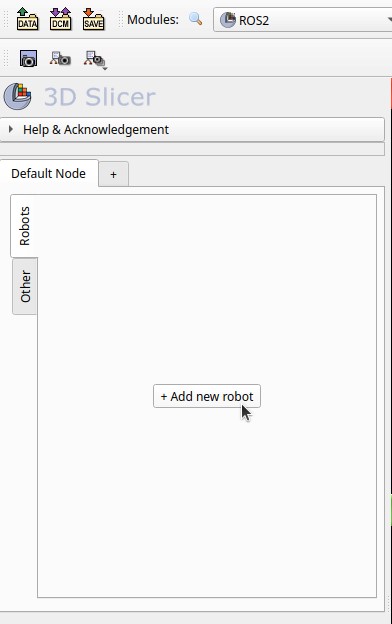 DATA DCM SAVE Modules: ROS2
3D Slicer
Help & Acknowledgement
Default Node +
Robots
Other
+ Add new robot